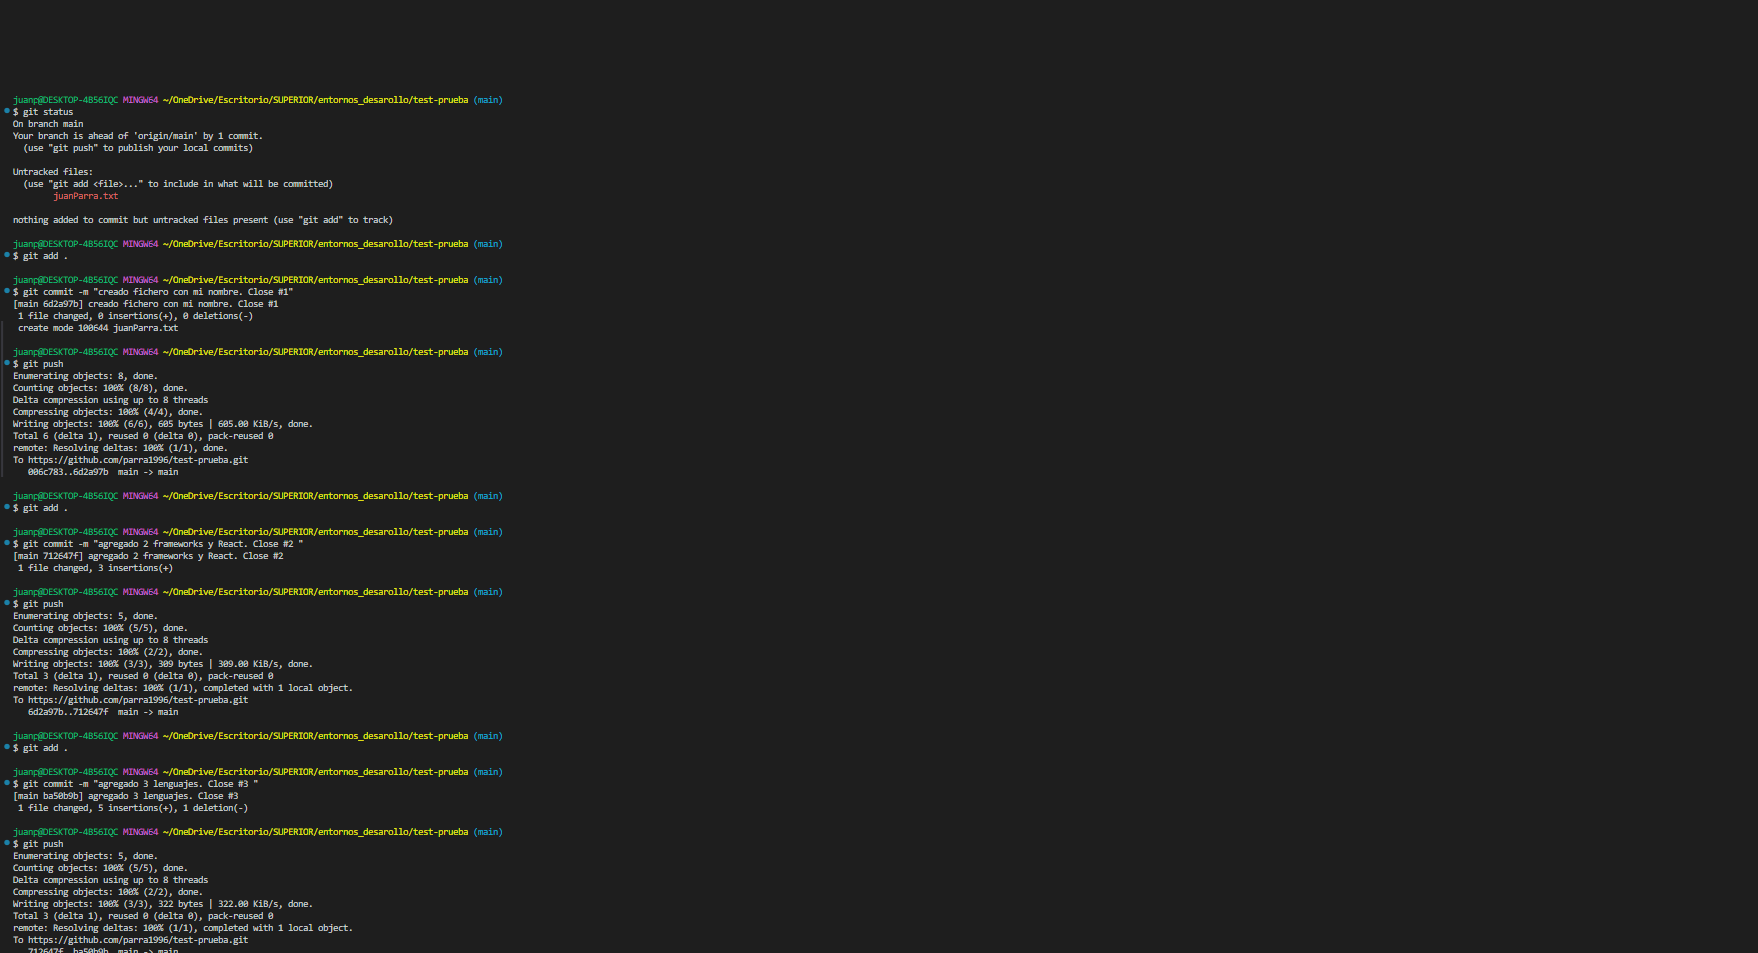 juanp@DESKTOP-4B56IQC MINGW64 ~/OneDrive/Escritorio/SUPERIOR/entornos_desarollo/test-prueba (main)
$ git status
On branch main
Your branch is ahead of 'origin/main' by 1 commit.
  (use "git push" to publish your local commits)

Untracked files:
  (use "git add <file>..." to include in what will be committed)
        juanParra.txt

nothing added to commit but untracked files present (use "git add" to track)

juanp@DESKTOP-4B56IQC MINGW64 ~/OneDrive/Escritorio/SUPERIOR/entornos_desarollo/test-prueba (main)
$ git add .

juanp@DESKTOP-4B56IQC MINGW64 ~/OneDrive/Escritorio/SUPERIOR/entornos_desarollo/test-prueba (main)
$ git commit -m "creado fichero con mi nombre. Close #1"
[main 6d2a97b] creado fichero con mi nombre. Close #1
 1 file changed, 0 insertions(+), 0 deletions(-)
 create mode 100644 juanParra.txt

juanp@DESKTOP-4B56IQC MINGW64 ~/OneDrive/Escritorio/SUPERIOR/entornos_desarollo/test-prueba (main)
$ git push
Enumerating objects: 8, done.
Counting objects: 100% (8/8), done.
Delta compression using up to 8 threads
Compressing objects: 100% (4/4), done.
Writing objects: 100% (6/6), 605 bytes | 605.00 KiB/s, done.
Total 6 (delta 1), reused 0 (delta 0), pack-reused 0
remote: Resolving deltas: 100% (1/1), done.
To https://github.com/parra1996/test-prueba.git
   006c783..6d2a97b  main -> main

juanp@DESKTOP-4B56IQC MINGW64 ~/OneDrive/Escritorio/SUPERIOR/entornos_desarollo/test-prueba (main)
$ git add .

juanp@DESKTOP-4B56IQC MINGW64 ~/OneDrive/Escritorio/SUPERIOR/entornos_desarollo/test-prueba (main)
$ git commit -m "agregado 2 frameworks y React. Close #2 "
[main 712647f] agregado 2 frameworks y React. Close #2
 1 file changed, 3 insertions(+)

juanp@DESKTOP-4B56IQC MINGW64 ~/OneDrive/Escritorio/SUPERIOR/entornos_desarollo/test-prueba (main)
$ git push
Enumerating objects: 5, done.
Counting objects: 100% (5/5), done.
Delta compression using up to 8 threads
Compressing objects: 100% (2/2), done.
Writing objects: 100% (3/3), 309 bytes | 309.00 KiB/s, done.
Total 3 (delta 1), reused 0 (delta 0), pack-reused 0
remote: Resolving deltas: 100% (1/1), completed with 1 local object.
To https://github.com/parra1996/test-prueba.git
   6d2a97b..712647f  main -> main

juanp@DESKTOP-4B56IQC MINGW64 ~/OneDrive/Escritorio/SUPERIOR/entornos_desarollo/test-prueba (main)
$ git add .

juanp@DESKTOP-4B56IQC MINGW64 ~/OneDrive/Escritorio/SUPERIOR/entornos_desarollo/test-prueba (main)
$ git commit -m "agregado 3 lenguajes. Close #3 "
[main ba50b9b] agregado 3 lenguajes. Close #3
 1 file changed, 5 insertions(+), 1 deletion(-)

juanp@DESKTOP-4B56IQC MINGW64 ~/OneDrive/Escritorio/SUPERIOR/entornos_desarollo/test-prueba (main)
$ git push
Enumerating objects: 5, done.
Counting objects: 100% (5/5), done.
Delta compression using up to 8 threads
Compressing objects: 100% (2/2), done.
Writing objects: 100% (3/3), 322 bytes | 322.00 KiB/s, done.
Total 3 (delta 1), reused 0 (delta 0), pack-reused 0
remote: Resolving deltas: 100% (1/1), completed with 1 local object.
To https://github.com/parra1996/test-prueba.git
   712647f..ba50b9b  main -> main